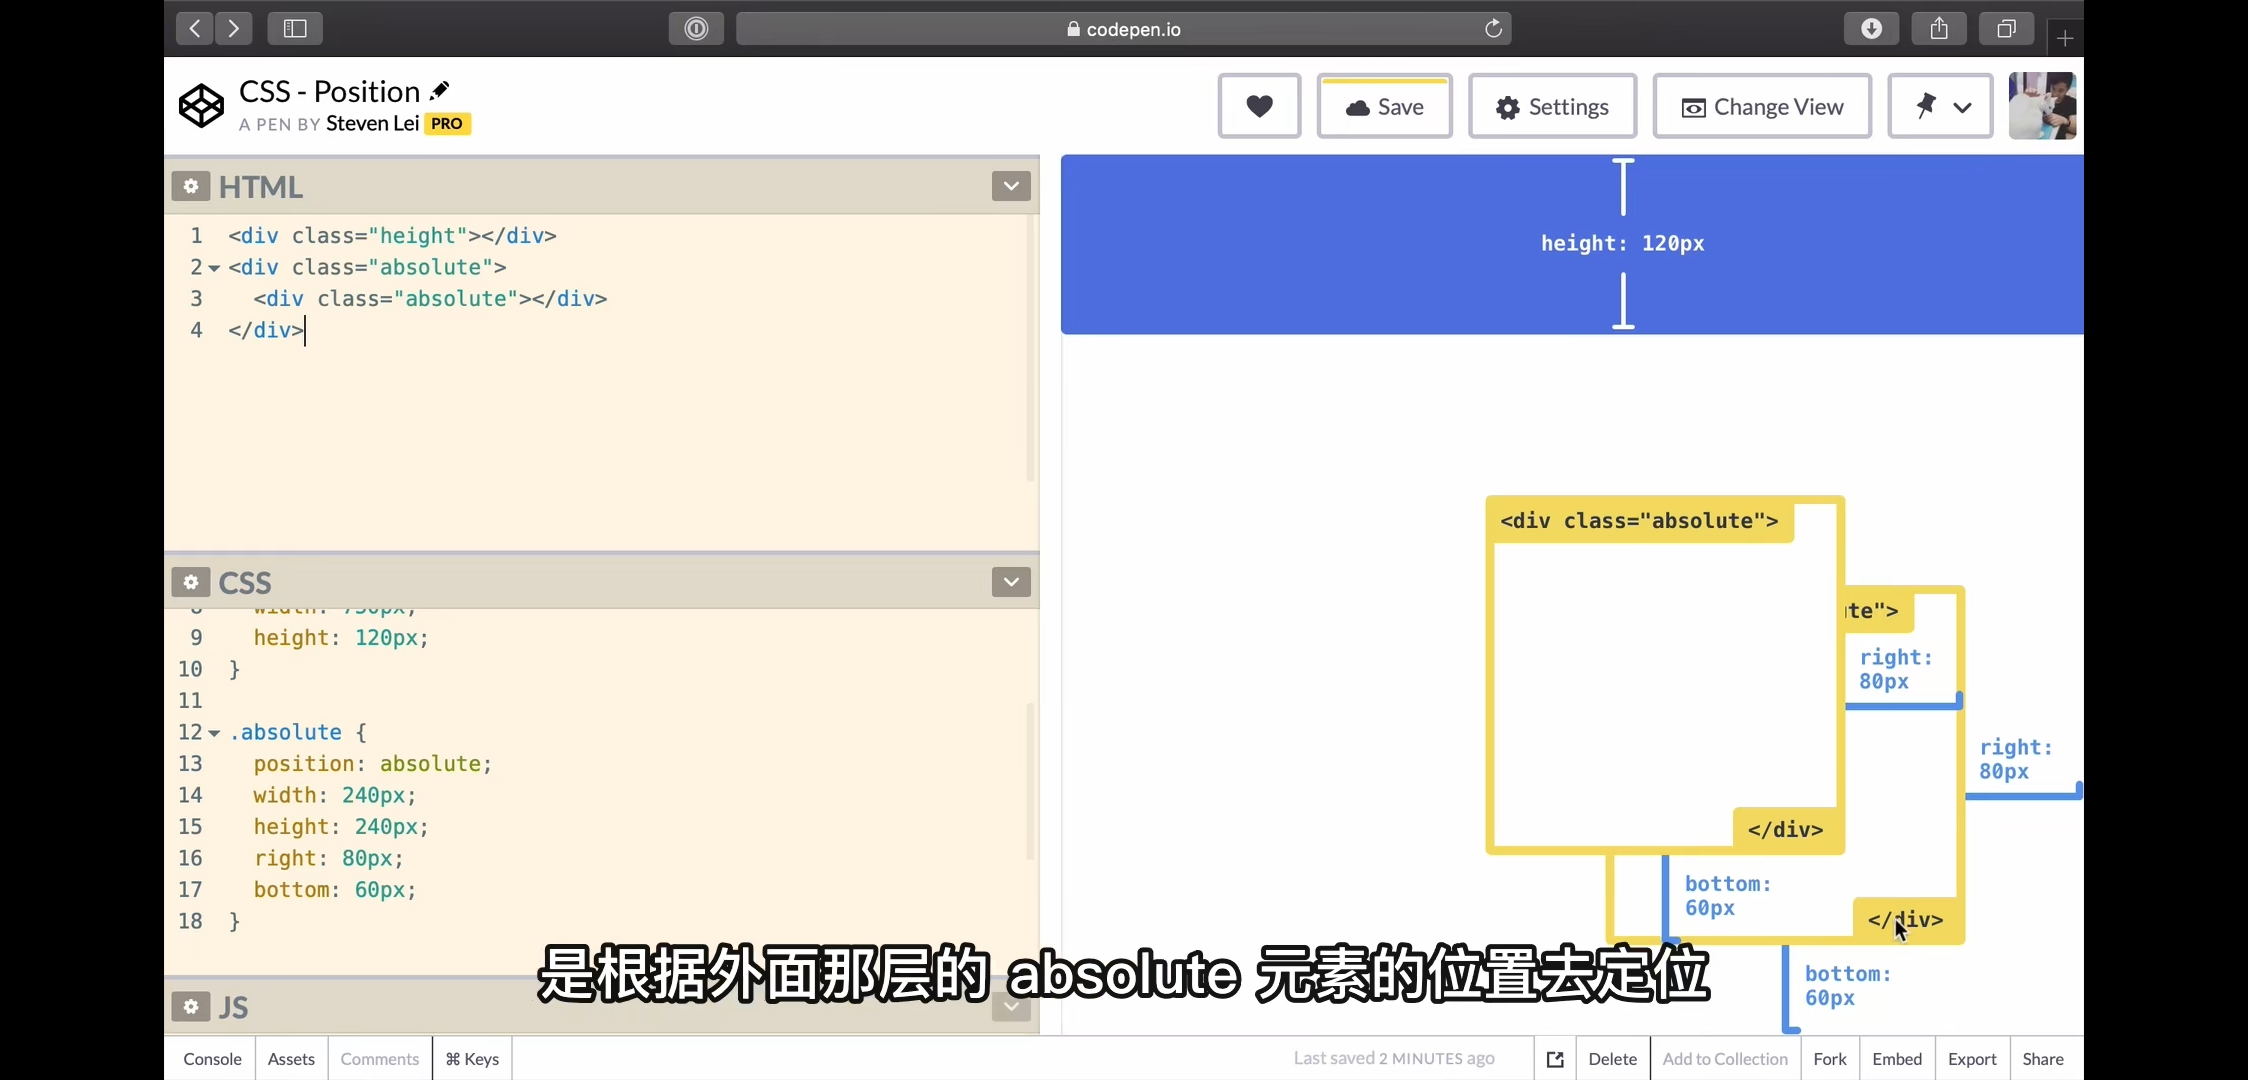 codepen.io
CSS - Position
A PEN BY Steven Lei PRO
Save
Settings
Change View
HTML
1 <div class="height"></div>
2 <div class="absolute">
3 <div class="absolute"></div>
4 </div>
CSS
9 height: 120px;
10 }
11
12 .absolute {
13 position: absolute;
14 width: 240px;
15 height: 240px;
16 right: 80px;
17 bottom: 60px;
18 }
JS
height: 120px
<div class="absolute">
te">
right:
80px
right:
80px
</div>
bottom:
60px
</div>
bottom:
60px
是根据外面那层的 absolute 元素的位置去定位
Console
Assets
Comments
⌘ Keys
Last saved 2 MINUTES ago
Delete
Add to Collection
Fork
Embed
Export
Share